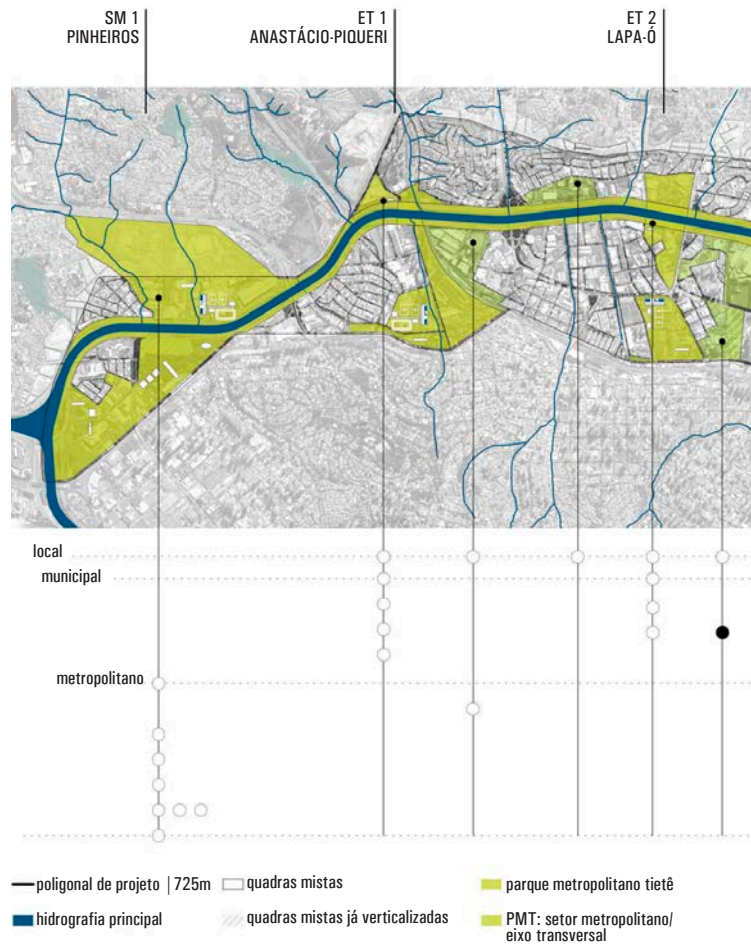 SM 1
PINHEIROS
ET 1
ANASTÁCIO-PIQUERI
ET 2
LAPA-Ó
local
municipal
metropolitano
poligonal de projeto | 725m
quadras mistas
parque metropolitano tietê
hidrografia principal
quadras mistas já verticalizadas
PMT: setor metropolitano/
eixo transversal